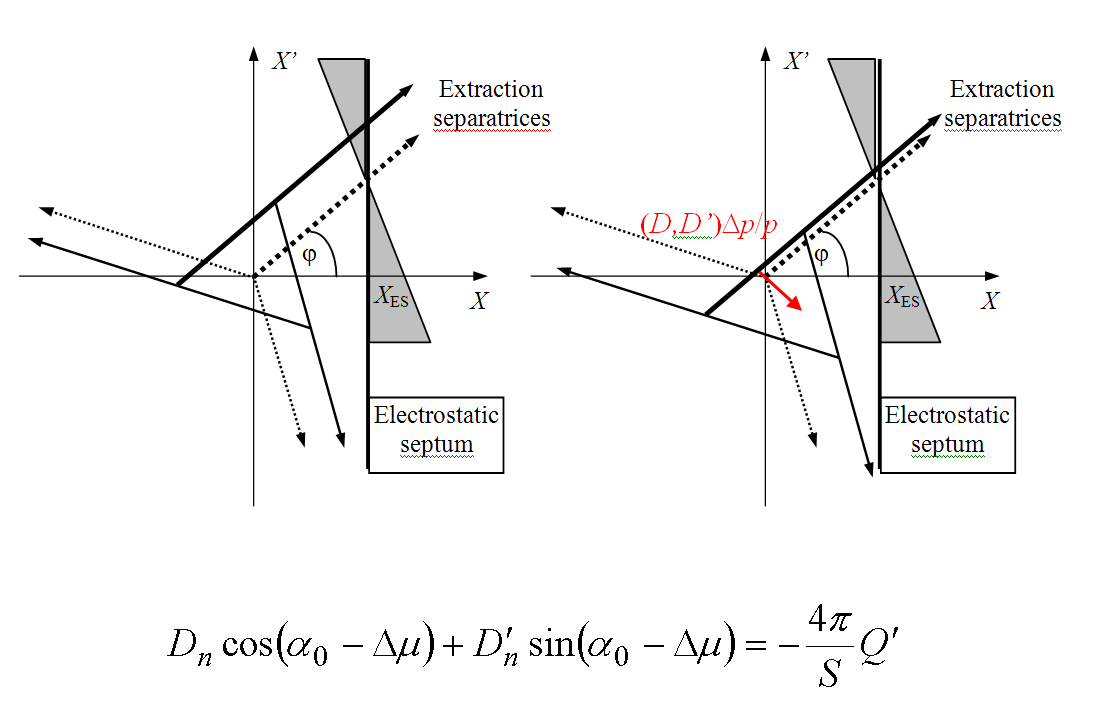 X’
Extraction
separatrices
φ
X_ES
X
Electrostatic
septum
X’
Extraction
separatrices
(D,D’)Δp/p
φ
X_ES
X
Electrostatic
septum
D_n cos(α_0 − Δμ) + D′_n sin(α_0 − Δμ) = −(4π/S) Q′